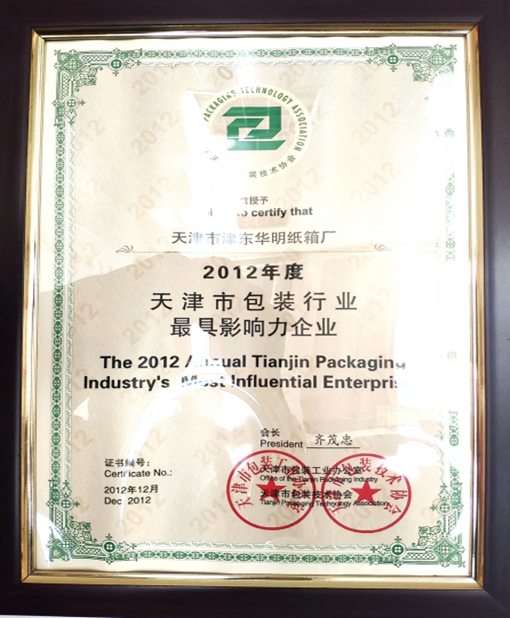 PACKAGING TECHNOLOGY ASSOCIATION
装技术协会
授予
to certify that
天津市津东华明纸箱厂
2012年度
天津市包装行业
最具影响力企业
The 2012 Annual Tianjin Packaging
Industry's Most Influential Enterpris
会长
President 齐茂忠
证书编号:
Certificate No.:
2012年12月
Dec. 2012
天津市包装工业办公室
Office of the Tianjin Packaging Industry
天津市包装技术协会
Tianjin Packaging Technology Association